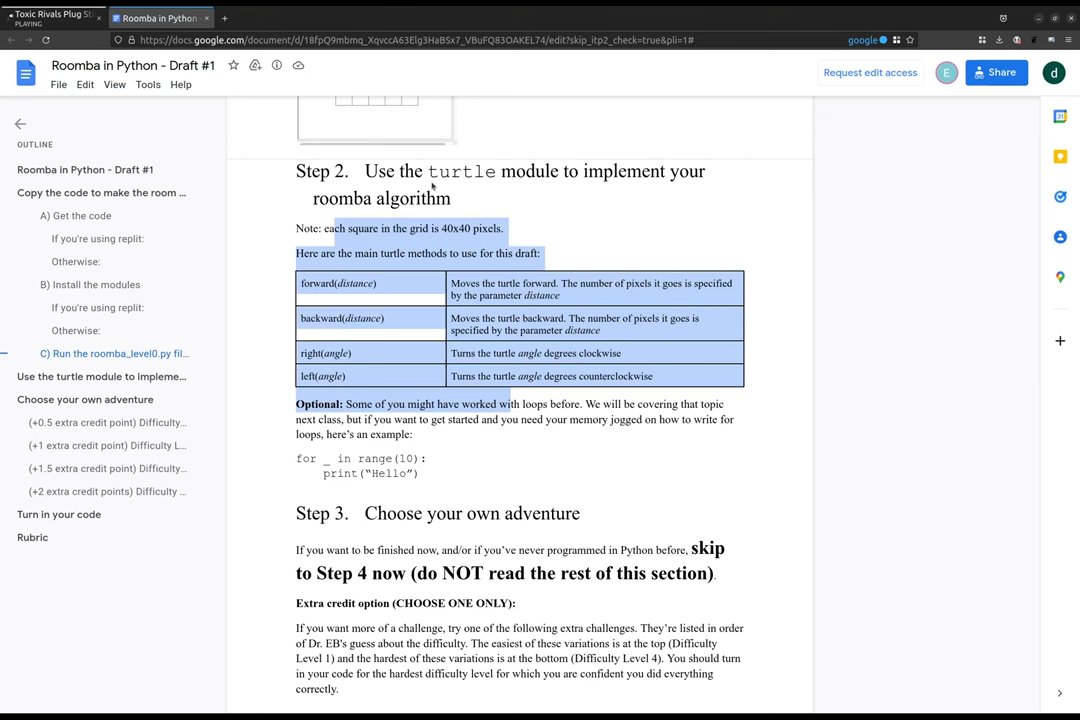 Toxic Rivals Plug
PLAYING
Roomba in Python
https://docs.google.com/document/d/18fpQ9mbmq_XqvccA63Elg3HaBSx7_VBuFQ83OAKEL74/edit?skip_itp2_check=true&pli=1#
google
Roomba in Python - Draft #1
File Edit View Tools Help
Request edit access
E
Share
d
OUTLINE
Roomba in Python - Draft #1
Copy the code to make the room ...
A) Get the code
If you're using replit:
Otherwise:
B) Install the modules
If you're using replit:
Otherwise:
C) Run the roomba_level0.py fil...
Use the turtle module to impleme...
Choose your own adventure
(+0.5 extra credit point) Difficulty...
(+1 extra credit point) Difficulty L...
(+1.5 extra credit point) Difficulty...
(+2 extra credit points) Difficulty ...
Turn in your code
Rubric
Step 2. Use the turtle module to implement your
roomba algorithm
Note: each square in the grid is 40x40 pixels.
Here are the main turtle methods to use for this draft:
forward(distance) Moves the turtle forward. The number of pixels it goes is specified
by the parameter distance
backward(distance) Moves the turtle backward. The number of pixels it goes is
specified by the parameter distance
right(angle) Turns the turtle angle degrees clockwise
left(angle) Turns the turtle angle degrees counterclockwise
Optional: Some of you might have worked with loops before. We will be covering that topic
next class, but if you want to get started and you need your memory jogged on how to write for
loops, here's an example:
for _ in range(10):
print("Hello")
Step 3. Choose your own adventure
If you want to be finished now, and/or if you've never programmed in Python before, skip
to Step 4 now (do NOT read the rest of this section).
Extra credit option (CHOOSE ONE ONLY):
If you want more of a challenge, try one of the following extra challenges. They're listed in order
of Dr. EB's guess about the difficulty. The easiest of these variations is at the top (Difficulty
Level 1) and the hardest of these variations is at the bottom (Difficulty Level 4). You should turn
in your code for the hardest difficulty level for which you are confident you did everything
correctly.
31